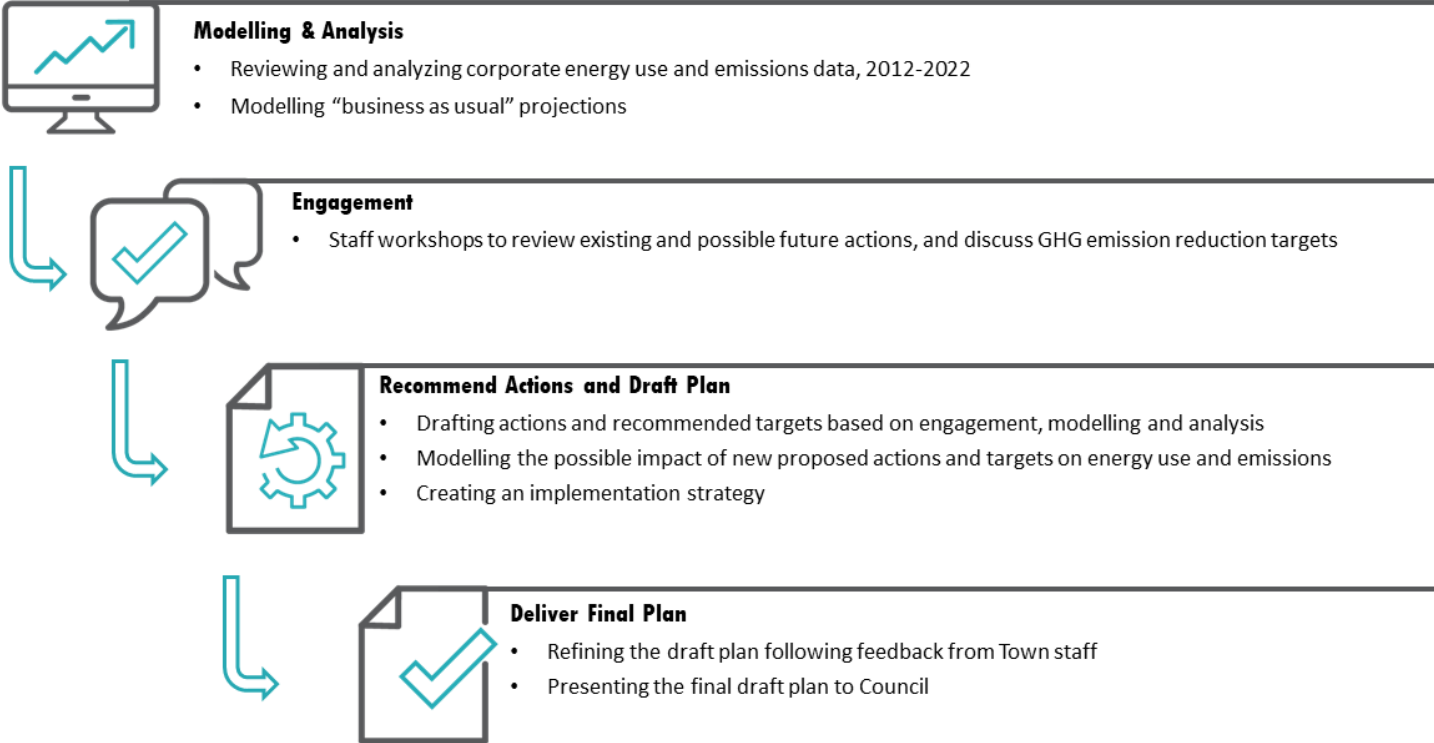 Modelling & Analysis
• Reviewing and analyzing corporate energy use and emissions data, 2012-2022
• Modelling “business as usual” projections
Engagement
• Staff workshops to review existing and possible future actions, and discuss GHG emission reduction targets
Recommend Actions and Draft Plan
• Drafting actions and recommended targets based on engagement, modelling and analysis
• Modelling the possible impact of new proposed actions and targets on energy use and emissions
• Creating an implementation strategy
Deliver Final Plan
• Refining the draft plan following feedback from Town staff
• Presenting the final draft plan to Council